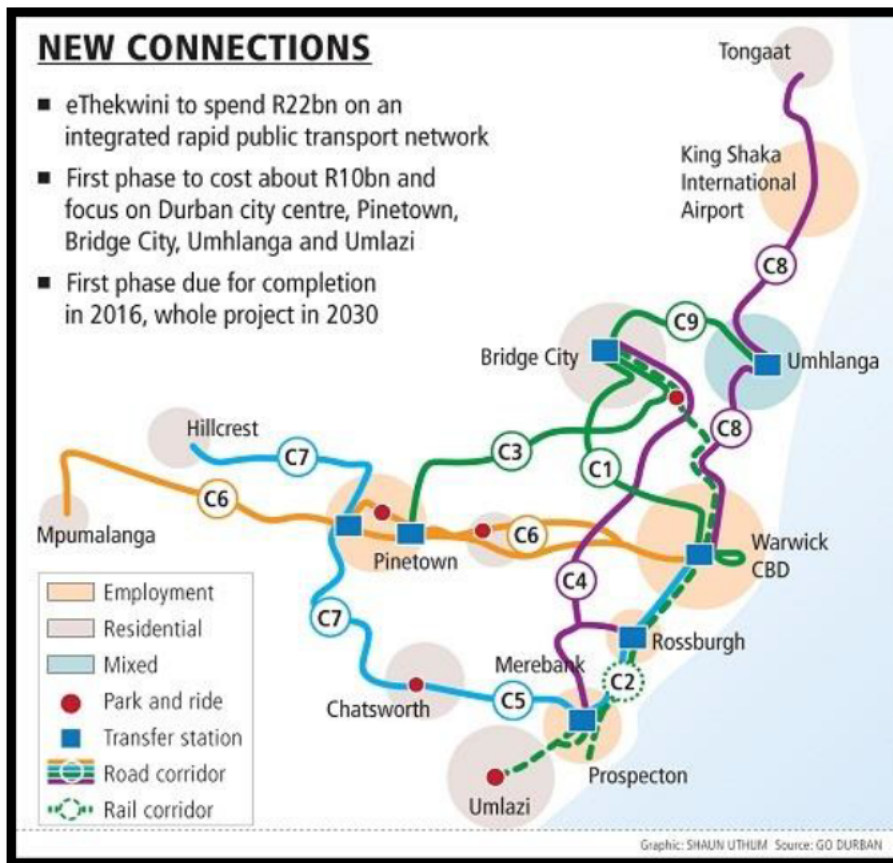 NEW CONNECTIONS
■ eThekwini to spend R22bn on an
integrated rapid public transport network
■ First phase to cost about R10bn and
focus on Durban city centre, Pinetown,
Bridge City, Umhlanga and Umlazi
■ First phase due for completion
in 2016, whole project in 2030
Tongaat
King Shaka
International
Airport
C8
C9
Bridge City
Umhlanga
C8
Hillcrest
C7
C3
C1
C6
Mpumalanga
C6
Pinetown
Warwick
CBD
C4
C7
Rossburgh
Merebank
C2
C5
Chatsworth
Prospecton
Umlazi
Employment
Residential
Mixed
Park and ride
Transfer station
Road corridor
Rail corridor
Graphic: SHAUN UTHUM Source: GO DURBAN